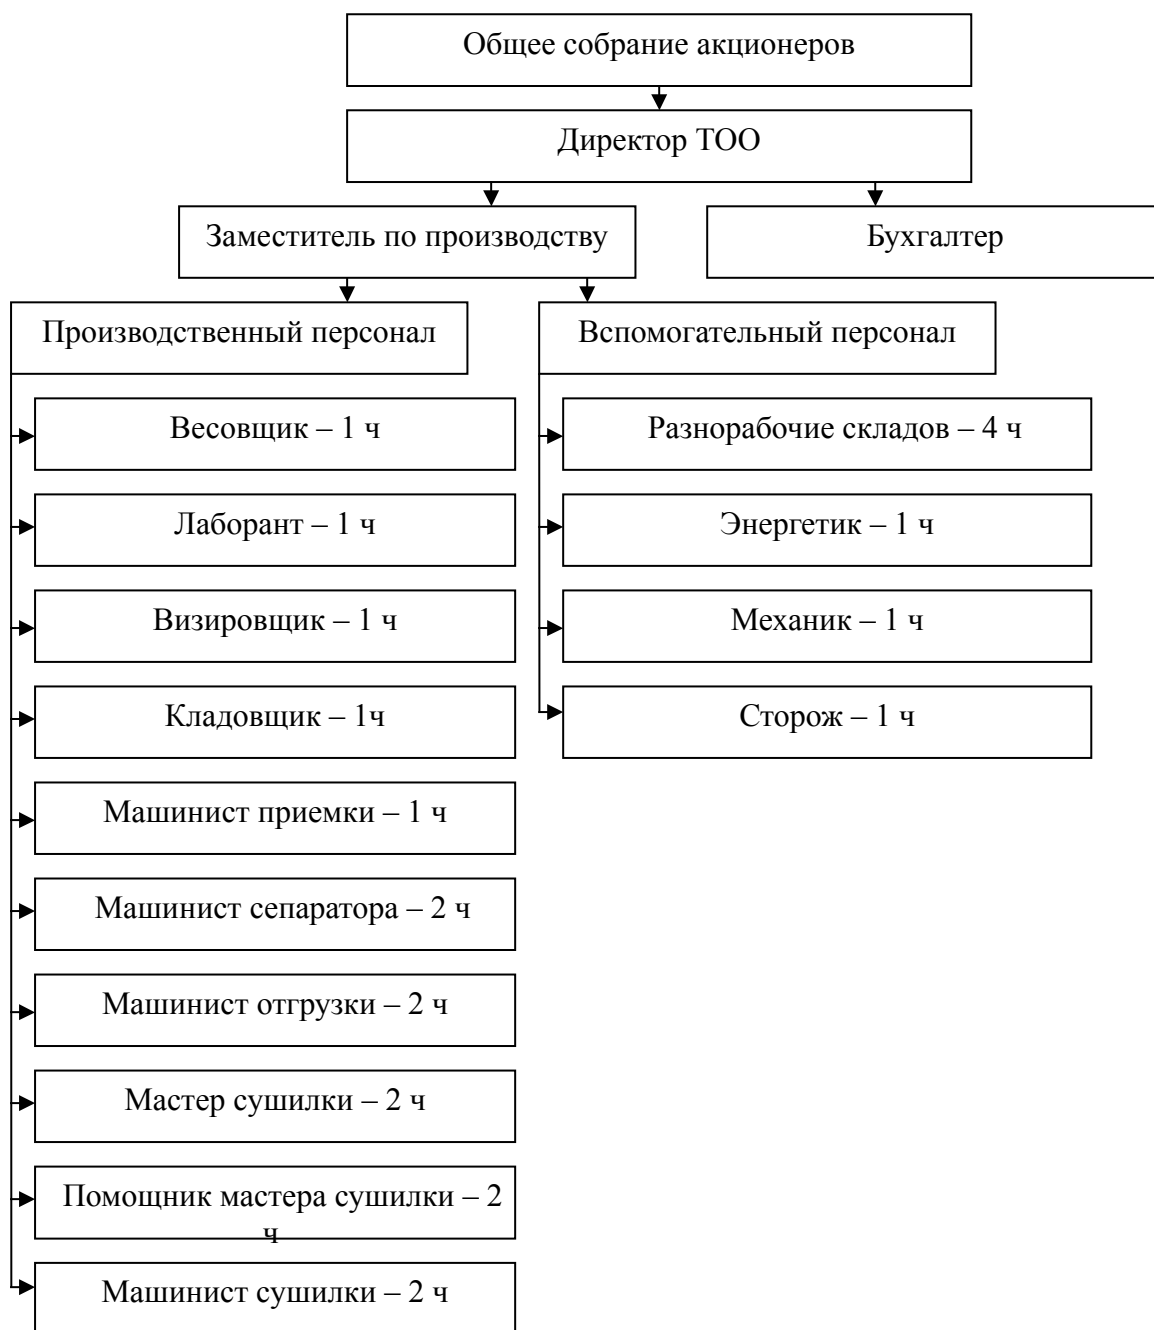 Общее собрание акционеров
Директор ТОО
Заместитель по производству
Бухгалтер
Производственный персонал
Вспомогательный персонал
Весовщик – 1 ч
Лаборант – 1 ч
Визировщик – 1 ч
Кладовщик – 1ч
Машинист приемки – 1 ч
Машинист сепаратора – 2 ч
Машинист отгрузки – 2 ч
Мастер сушилки – 2 ч
Помощник мастера сушилки – 2
ч
Машинист сушилки – 2 ч
Разнорабочие складов – 4 ч
Энергетик – 1 ч
Механик – 1 ч
Сторож – 1 ч